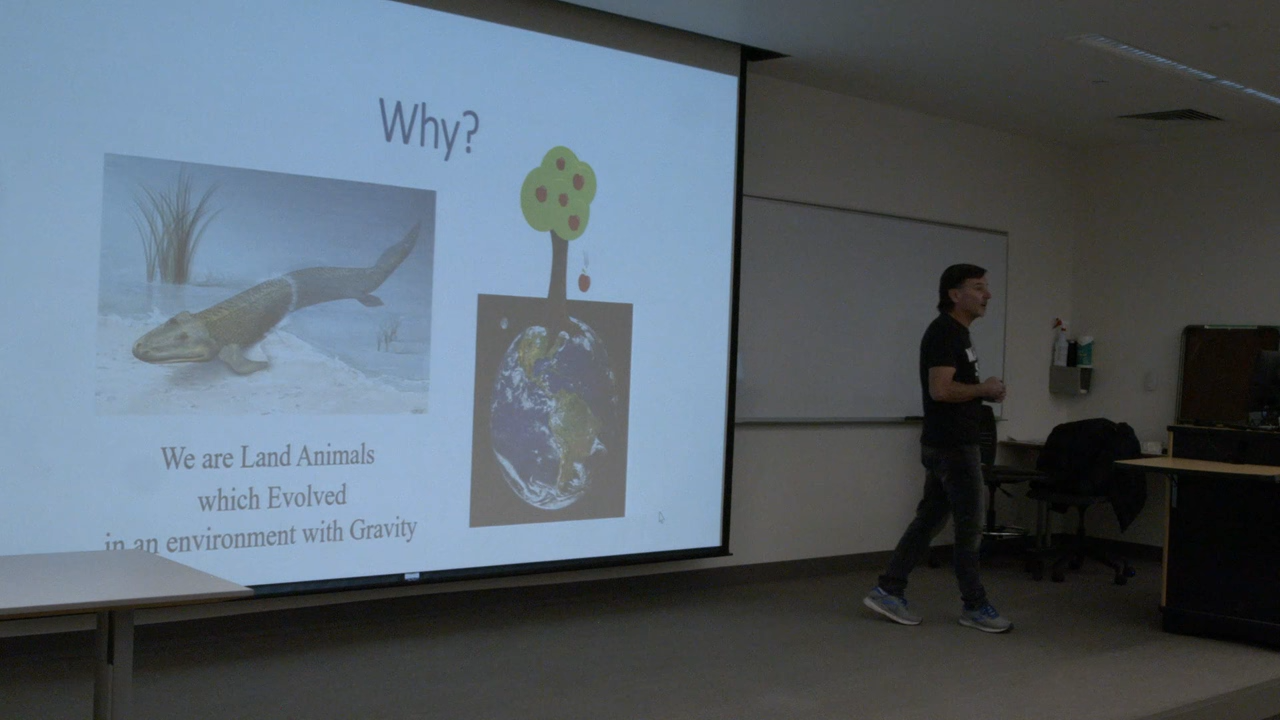 Why?
We are Land Animals
which Evolved
in an environment with Gravity